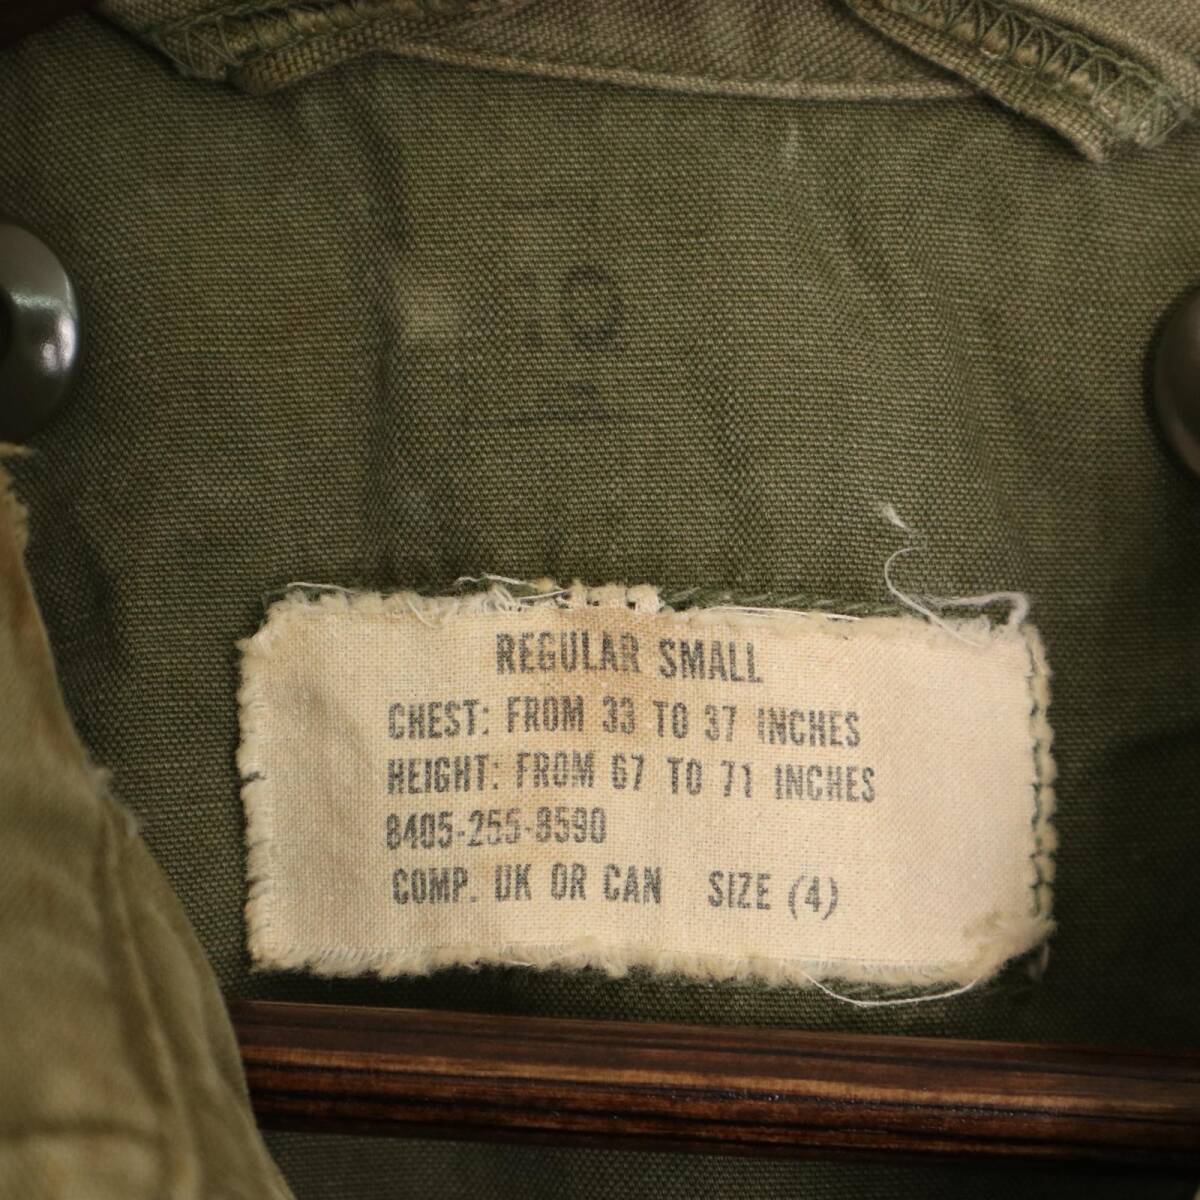 REGULAR SMALL
CHEST: FROM 33 TO 37 INCHES
HEIGHT: FROM 67 TO 71 INCHES
8405-255-8590
COMP. UK OR CAN SIZE (4)